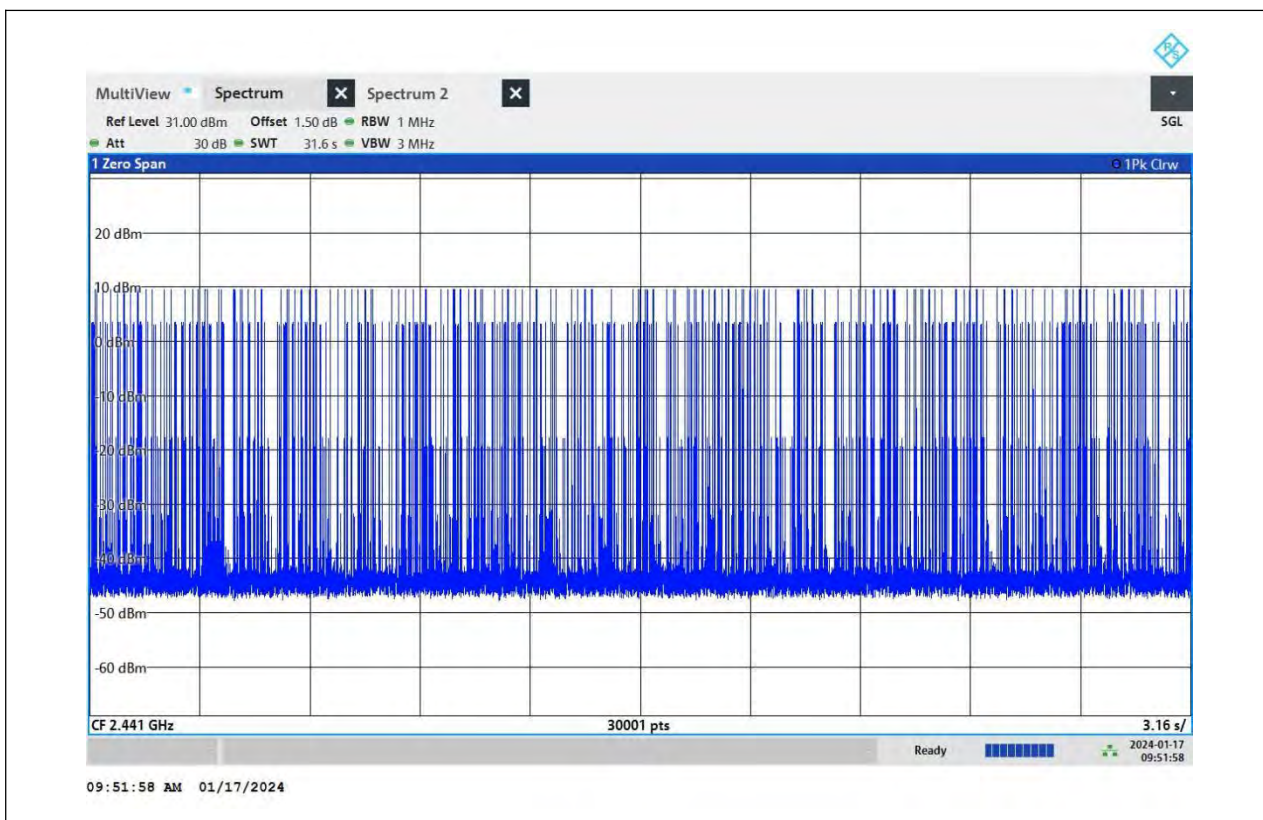 R&S
MultiView Spectrum X Spectrum 2 X
Ref Level 31.00 dBm Offset 1.50 dB RBW 1 MHz SGL
Att 30 dB SWT 31.6 s VBW 3 MHz
1 Zero Span 1Pk Clrw
20 dBm
10 dBm
0 dBm
-10 dBm
-20 dBm
-30 dBm
-40 dBm
-50 dBm
-60 dBm
CF 2.441 GHz 30001 pts 3.16 s/
Ready 2024-01-17
09:51:58
09:51:58 AM 01/17/2024